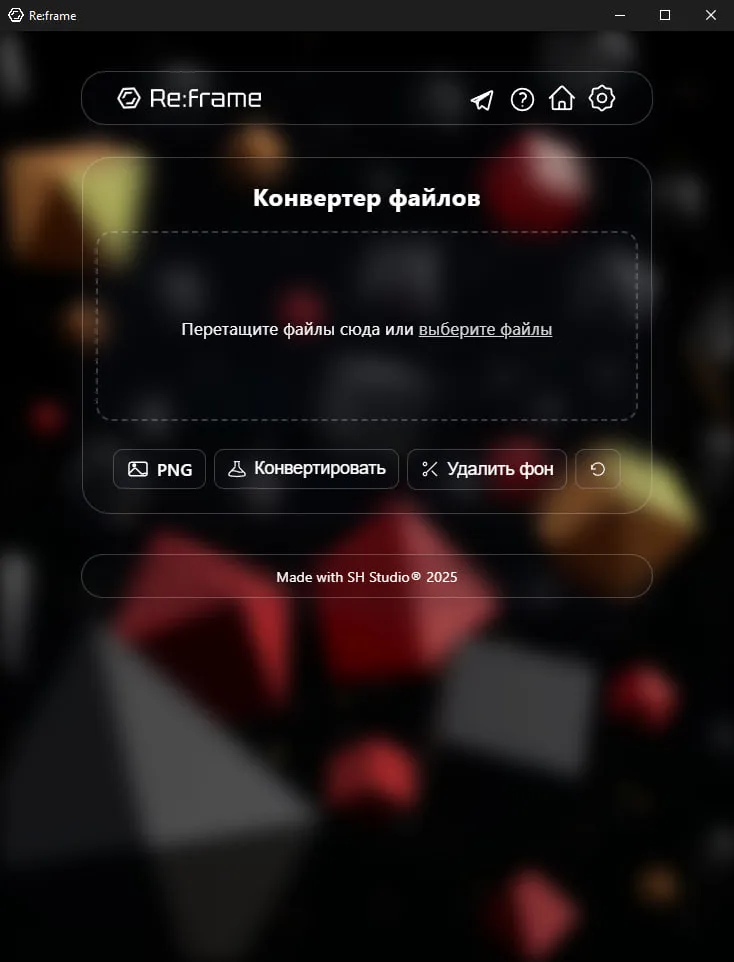 Re:frame
Re:frame
Конвертер файлов
Перетащите файлы сюда или выберите файлы
PNG
Конвертировать
Удалить фон
Made with SH Studio® 2025